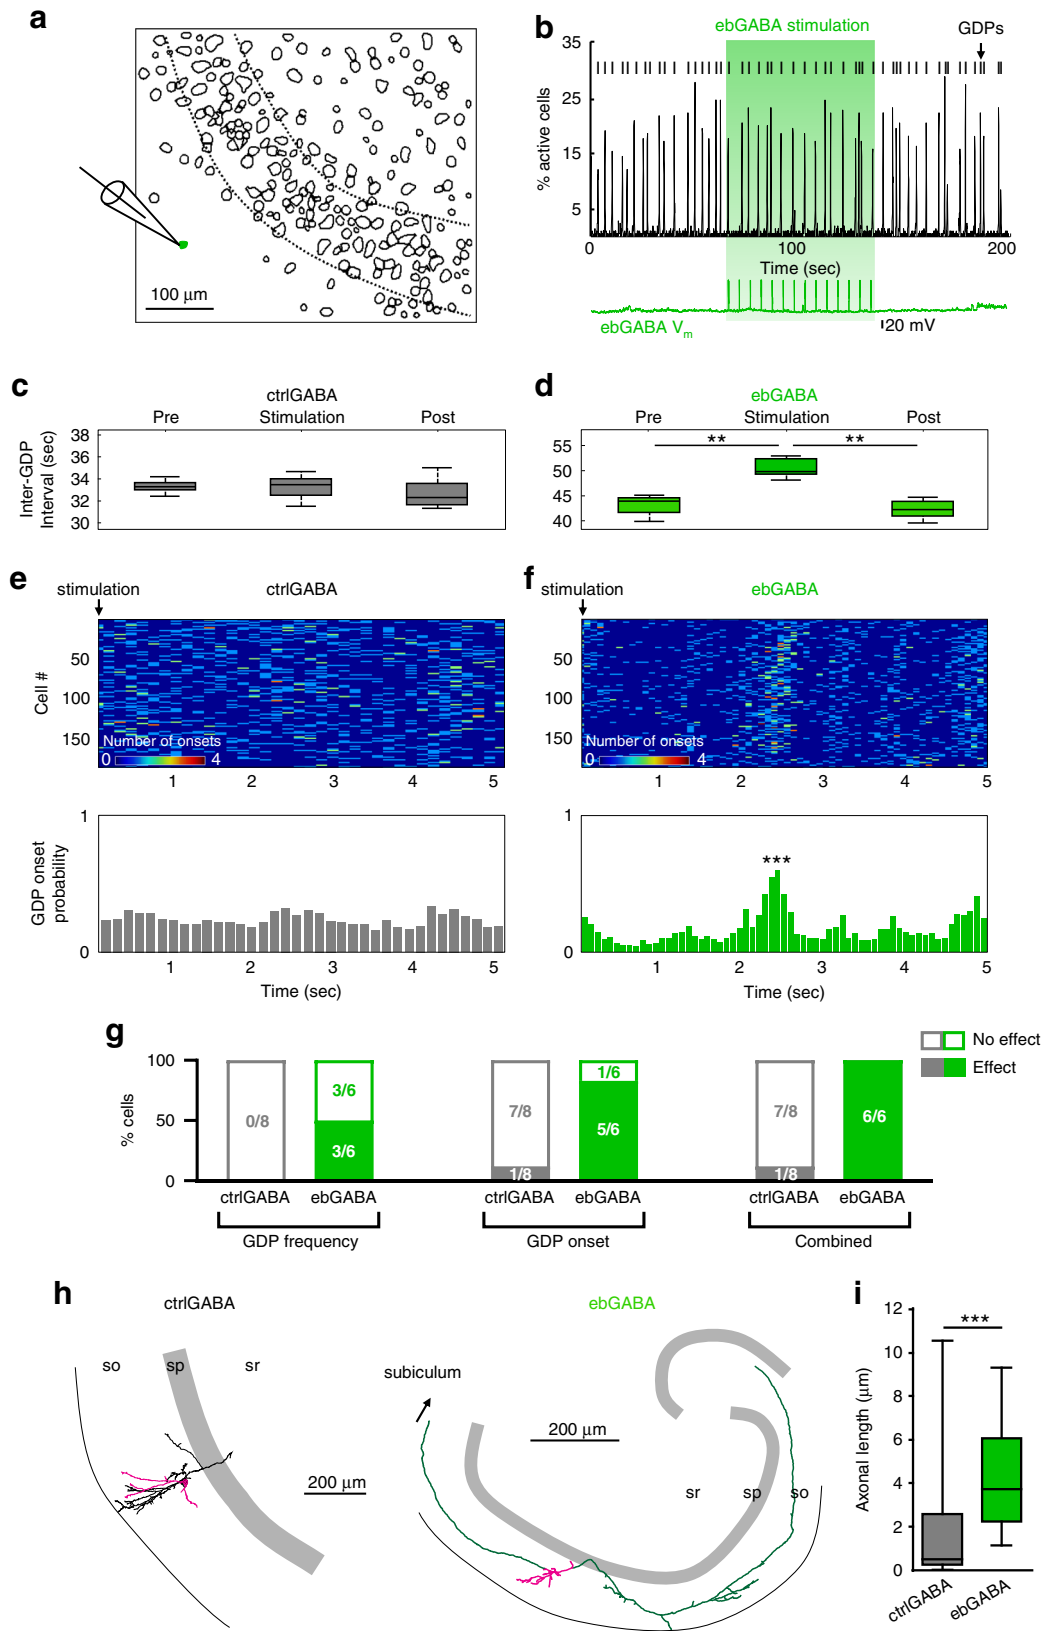 a
100 μm
b
ebGABA stimulation
GDPs
35
25
15
5
% active cells
0
100
200
Time (sec)
ebGABA Vm
20 mV
c
ctrlGABA
Pre
Stimulation
Post
Inter-GDP
Interval (sec)
38
36
34
32
30
d
ebGABA
Pre
Stimulation
Post
**
**
55
50
45
40
e
stimulation
ctrlGABA
Cell #
50
100
150
Number of onsets
0
4
1
2
3
4
5
GDP onset
probability
1
0
1
2
3
4
5
Time (sec)
f
stimulation
ebGABA
50
100
150
Number of onsets
0
4
1
2
3
4
5
1
0
***
1
2
3
4
5
Time (sec)
g
No effect
Effect
% cells
100
50
0
0/8
3/6
3/6
7/8
1/8
1/6
5/6
7/8
1/8
6/6
ctrlGABA
ebGABA
ctrlGABA
ebGABA
ctrlGABA
ebGABA
GDP frequency
GDP onset
Combined
h
ctrlGABA
so
sp
sr
200 μm
ebGABA
subiculum
200 μm
sr
sp
so
i
***
Axonal length (μm)
12
10
8
6
4
2
0
ctrlGABA
ebGABA